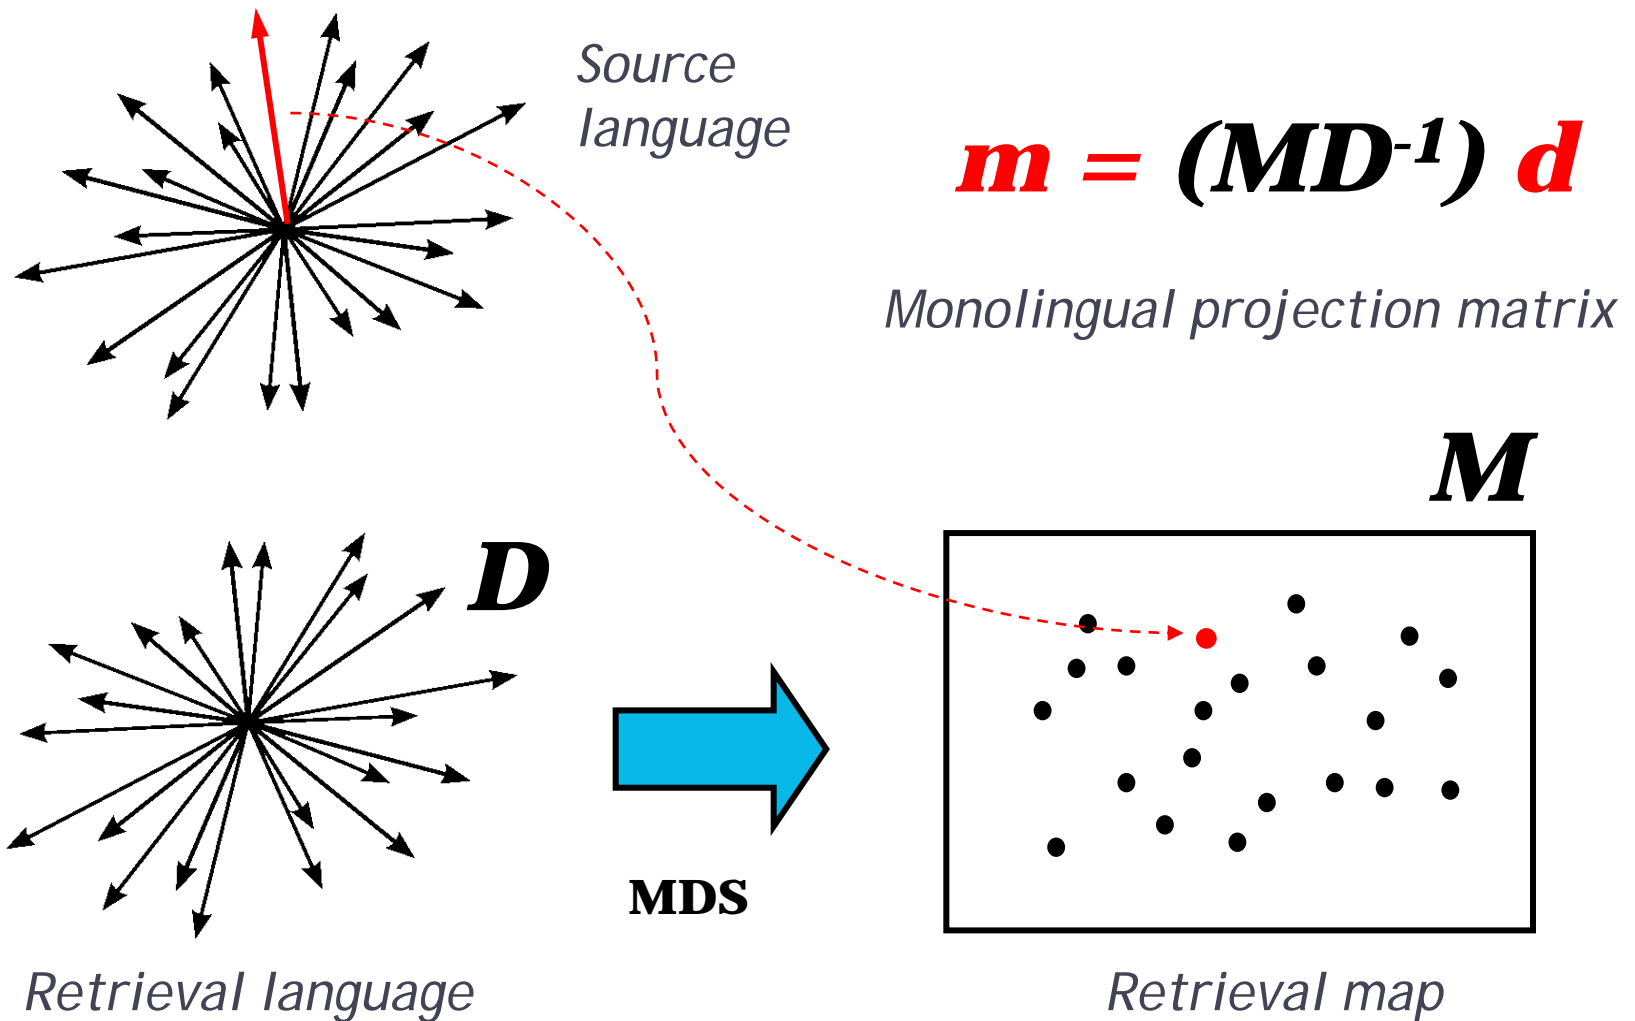 Source
language
m = (MD⁻¹) d
Monolingual projection matrix
M
D
MDS
Retrieval language
Retrieval map